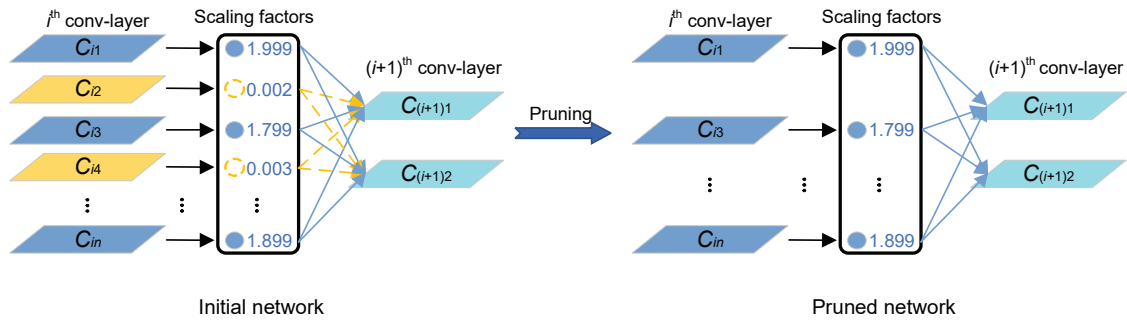 i^th conv-layer
Scaling factors
C_i1
1.999
C_i2
0.002
C_i3
1.799
C_i4
0.003
C_in
1.899
(i+1)^th conv-layer
C_(i+1)1
C_(i+1)2
Initial network
Pruning
i^th conv-layer
Scaling factors
C_i1
1.999
C_i3
1.799
C_in
1.899
(i+1)^th conv-layer
C_(i+1)1
C_(i+1)2
Pruned network